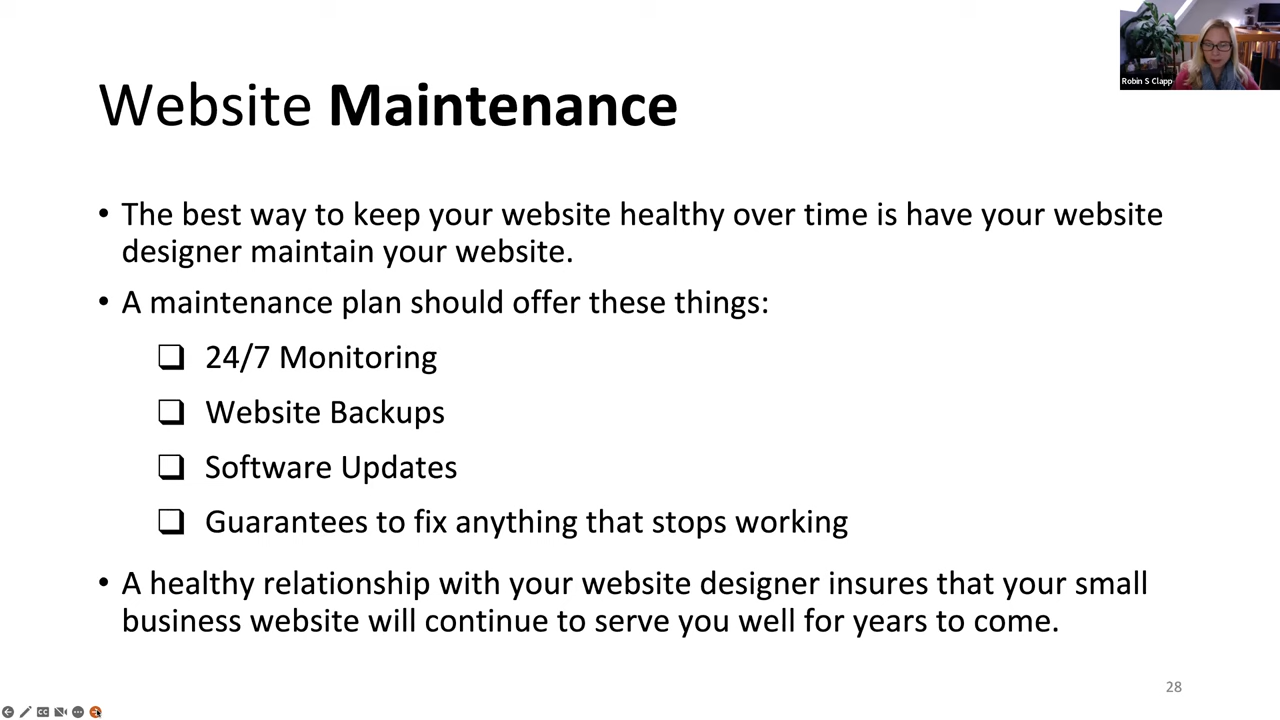 Robin S Clapp
Website Maintenance
• The best way to keep your website healthy over time is have your website
designer maintain your website.
• A maintenance plan should offer these things:
❑ 24/7 Monitoring
❑ Website Backups
❑ Software Updates
❑ Guarantees to fix anything that stops working
• A healthy relationship with your website designer insures that your small
business website will continue to serve you well for years to come.
28